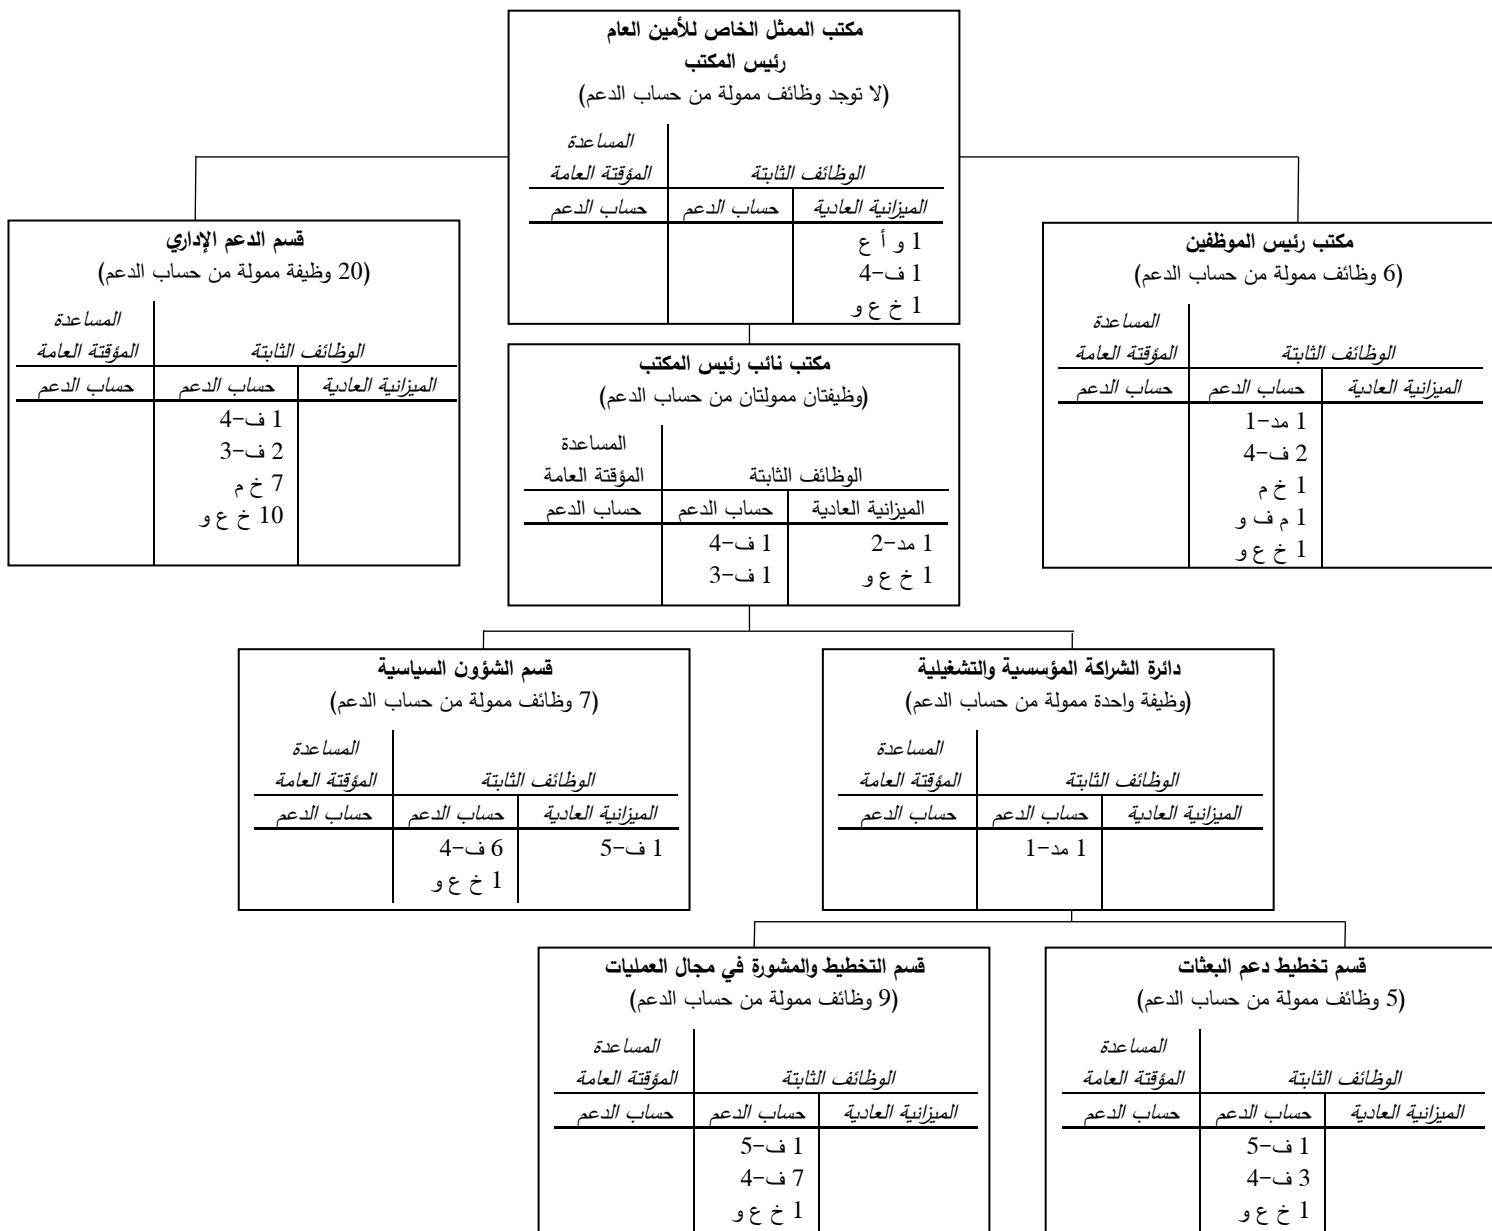 مكتب الممثل الخاص للأمين العام
رئيس المكتب
(لا توجد وظائف ممولة من حساب الدعم)
المساعدة
الوظائف الثابتة المؤقتة العامة
الميزانية العادية حساب الدعم حساب الدعم
1 و أ ع
1 ف-4
1 خ ع و
مكتب رئيس الموظفين
(6 وظائف ممولة من حساب الدعم)
المساعدة
الوظائف الثابتة المؤقتة العامة
الميزانية العادية حساب الدعم حساب الدعم
1 مد-1
2 ف-4
1 خ م
1 م ف و
1 خ ع و
قسم الدعم الإداري
(20 وظيفة ممولة من حساب الدعم)
المساعدة
الوظائف الثابتة المؤقتة العامة
الميزانية العادية حساب الدعم حساب الدعم
1 ف-4
2 ف-3
7 خ م
10 خ ع و
مكتب نائب رئيس المكتب
(وظيفتان ممولتان من حساب الدعم)
المساعدة
الوظائف الثابتة المؤقتة العامة
الميزانية العادية حساب الدعم حساب الدعم
1 مد-2 1 ف-4
1 خ ع و 1 ف-3
دائرة الشراكة المؤسسية والتشغيلية
(وظيفة واحدة ممولة من حساب الدعم)
المساعدة
الوظائف الثابتة المؤقتة العامة
الميزانية العادية حساب الدعم حساب الدعم
1 مد-1
قسم الشؤون السياسية
(7 وظائف ممولة من حساب الدعم)
المساعدة
الوظائف الثابتة المؤقتة العامة
الميزانية العادية حساب الدعم حساب الدعم
1 ف-5 6 ف-4
1 خ ع و
قسم تخطيط دعم البعثات
(5 وظائف ممولة من حساب الدعم)
المساعدة
الوظائف الثابتة المؤقتة العامة
الميزانية العادية حساب الدعم حساب الدعم
1 ف-5
3 ف-4
1 خ ع و
قسم التخطيط والمشورة في مجال العمليات
(9 وظائف ممولة من حساب الدعم)
المساعدة
الوظائف الثابتة المؤقتة العامة
الميزانية العادية حساب الدعم حساب الدعم
1 ف-5
7 ف-4
1 خ ع و